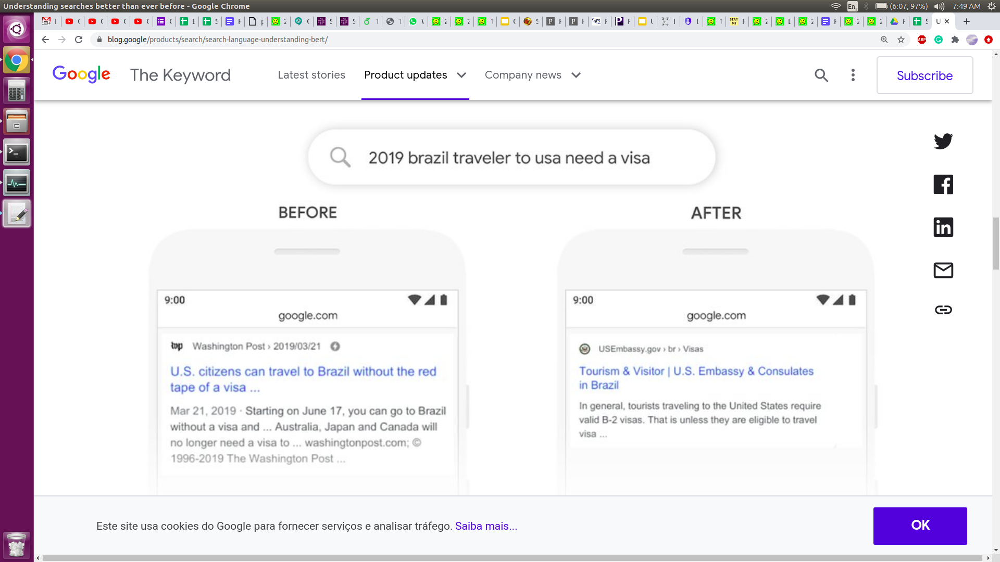 Understanding searches better than ever before - Google Chrome
En2 (6:07, 97%) 7:49 AM
blog.google/products/search/search-language-understanding-bert/
ABP
Google The Keyword Latest stories Product updates Company news Subscribe
2019 brazil traveler to usa need a visa
BEFORE AFTER
9:00
google.com
wp Washington Post › 2019/03/21
U.S. citizens can travel to Brazil without the red
tape of a visa ...
Mar 21, 2019 · Starting on June 17, you can go to Brazil
without a visa and ... Australia, Japan and Canada will
no longer need a visa to ... washingtonpost.com; ©
1996-2019 The Washington Post ...
9:00
google.com
USEmbassy.gov › br › Visas
Tourism & Visitor | U.S. Embassy & Consulates
in Brazil
In general, tourists traveling to the United States require
valid B-2 visas. That is unless they are eligible to travel
visa ...
Este site usa cookies do Google para fornecer serviços e analisar tráfego. Saiba mais...
OK